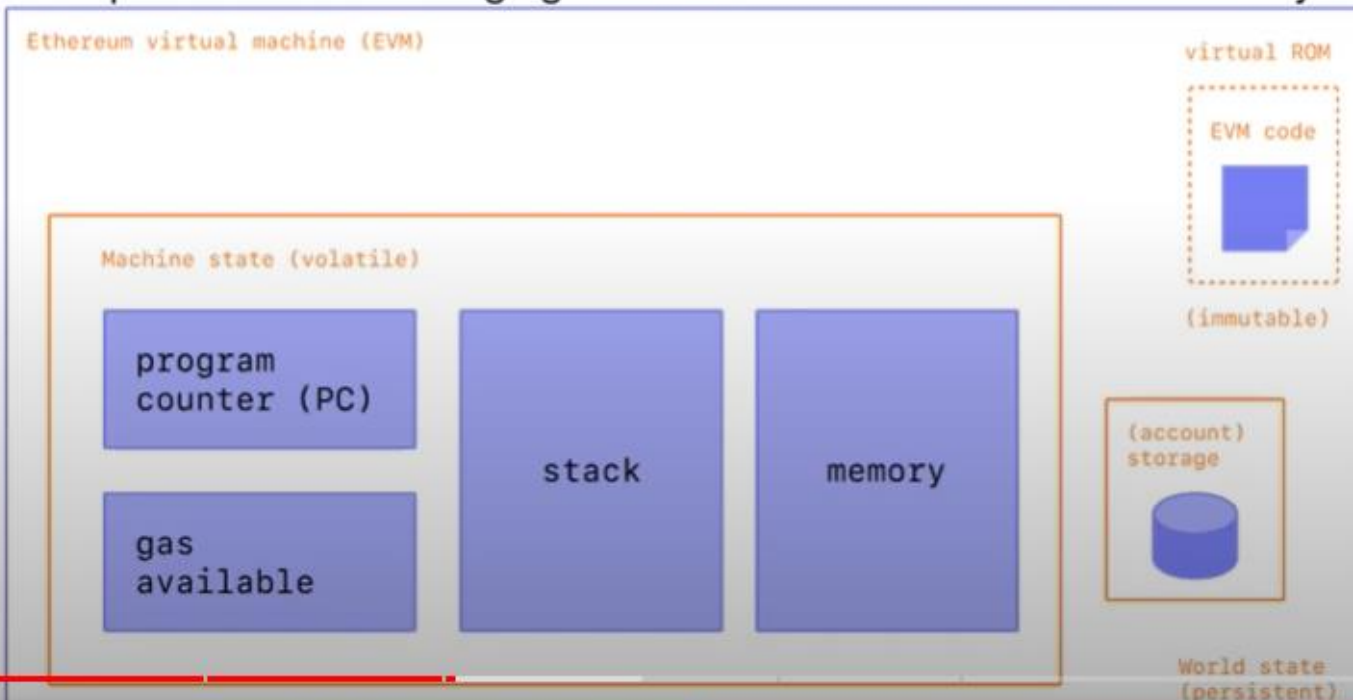 Ethereum virtual machine (EVM)
virtual ROM
EVM code
(immutable)
Machine state (volatile)
program
counter (PC)
gas
available
stack
memory
(account)
storage
World state
(persistent)